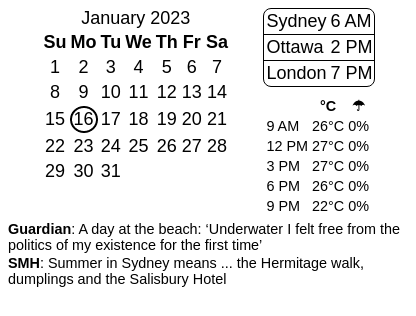 January 2023
Su Mo Tu We Th Fr Sa
1 2 3 4 5 6 7
8 9 10 11 12 13 14
15 16 17 18 19 20 21
22 23 24 25 26 27 28
29 30 31
Sydney 6 AM
Ottawa 2 PM
London 7 PM
°C ☂
9 AM 26°C 0%
12 PM 27°C 0%
3 PM 27°C 0%
6 PM 26°C 0%
9 PM 22°C 0%
Guardian: A day at the beach: ‘Underwater I felt free from the
politics of my existence for the first time’
SMH: Summer in Sydney means ... the Hermitage walk,
dumplings and the Salisbury Hotel